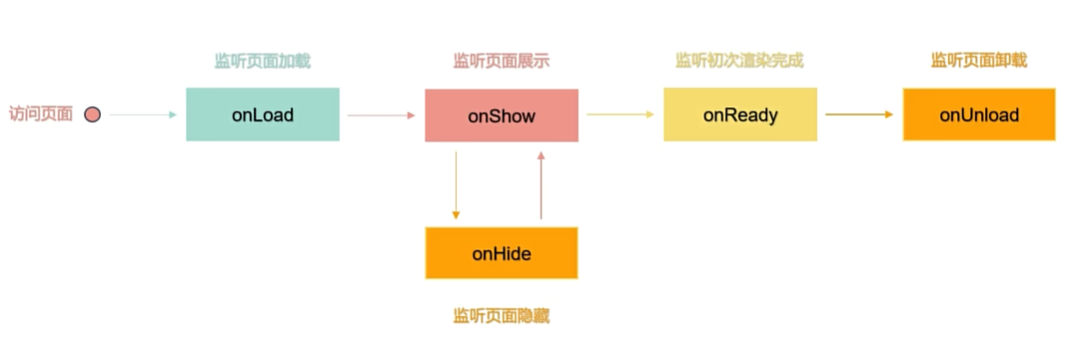 监听页面加载
监听页面展示
监听初次渲染完成
监听页面卸载
访问页面
onLoad
onShow
onReady
onUnload
onHide
监听页面隐藏